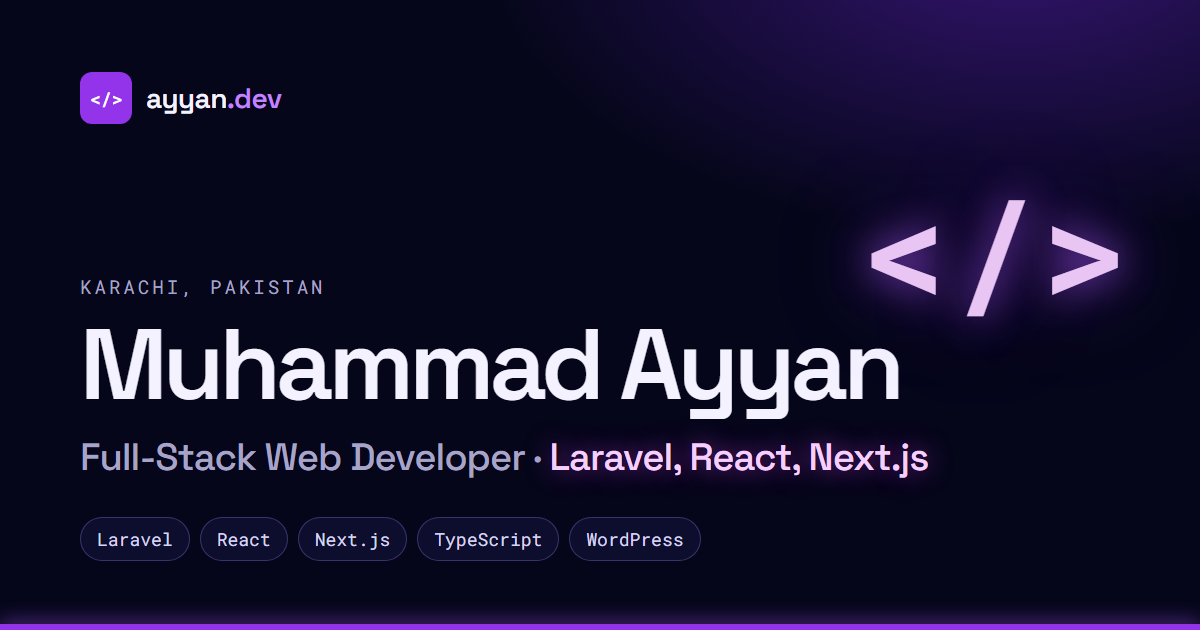 </> ayyan.dev
</>
KARACHI, PAKISTAN
Muhammad Ayyan
Full-Stack Web Developer · Laravel, React, Next.js
Laravel React Next.js TypeScript WordPress